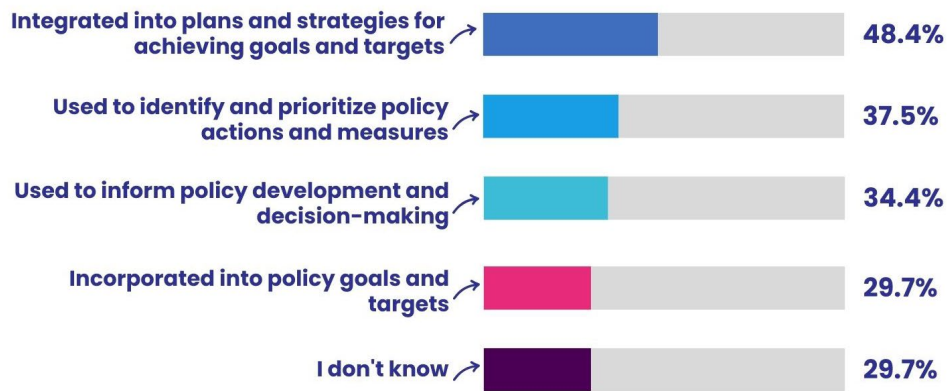 Integrated into plans and strategies for
achieving goals and targets
48.4%
Used to identify and prioritize policy
actions and measures
37.5%
Used to inform policy development and
decision-making
34.4%
Incorporated into policy goals and
targets
29.7%
I don't know
29.7%